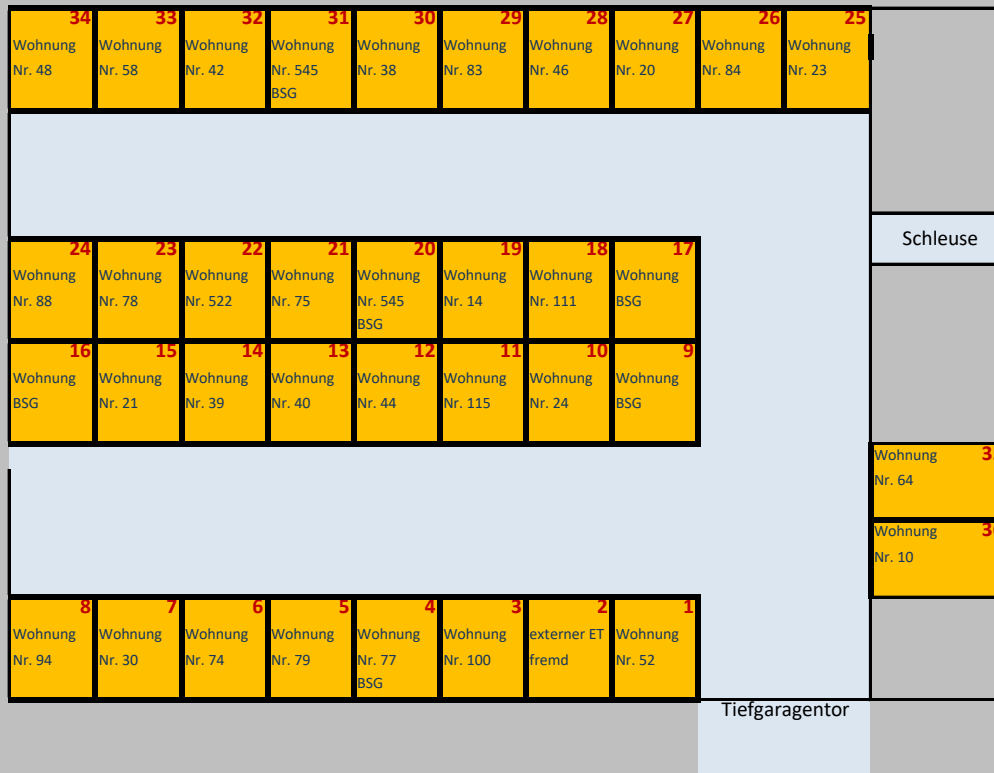 34 33 32 31 30 29 28 27 26 25
Wohnung Wohnung Wohnung Wohnung Wohnung Wohnung Wohnung Wohnung Wohnung Wohnung
Nr. 48 Nr. 58 Nr. 42 Nr. 545 Nr. 38 Nr. 83 Nr. 46 Nr. 20 Nr. 84 Nr. 23
BSG
Schleuse
24 23 22 21 20 19 18 17
Wohnung Wohnung Wohnung Wohnung Wohnung Wohnung Wohnung Wohnung
Nr. 88 Nr. 78 Nr. 522 Nr. 75 Nr. 545 Nr. 14 Nr. 111 BSG
BSG
16 15 14 13 12 11 10 9
Wohnung Wohnung Wohnung Wohnung Wohnung Wohnung Wohnung Wohnung
BSG Nr. 21 Nr. 39 Nr. 40 Nr. 44 Nr. 115 Nr. 24 BSG
Wohnung
Nr. 64
Wohnung
Nr. 10
8 7 6 5 4 3 2 1
Wohnung Wohnung Wohnung Wohnung Wohnung Wohnung externer ET Wohnung
Nr. 94 Nr. 30 Nr. 74 Nr. 79 Nr. 77 Nr. 100 fremd Nr. 52
BSG
Tiefgaragentor